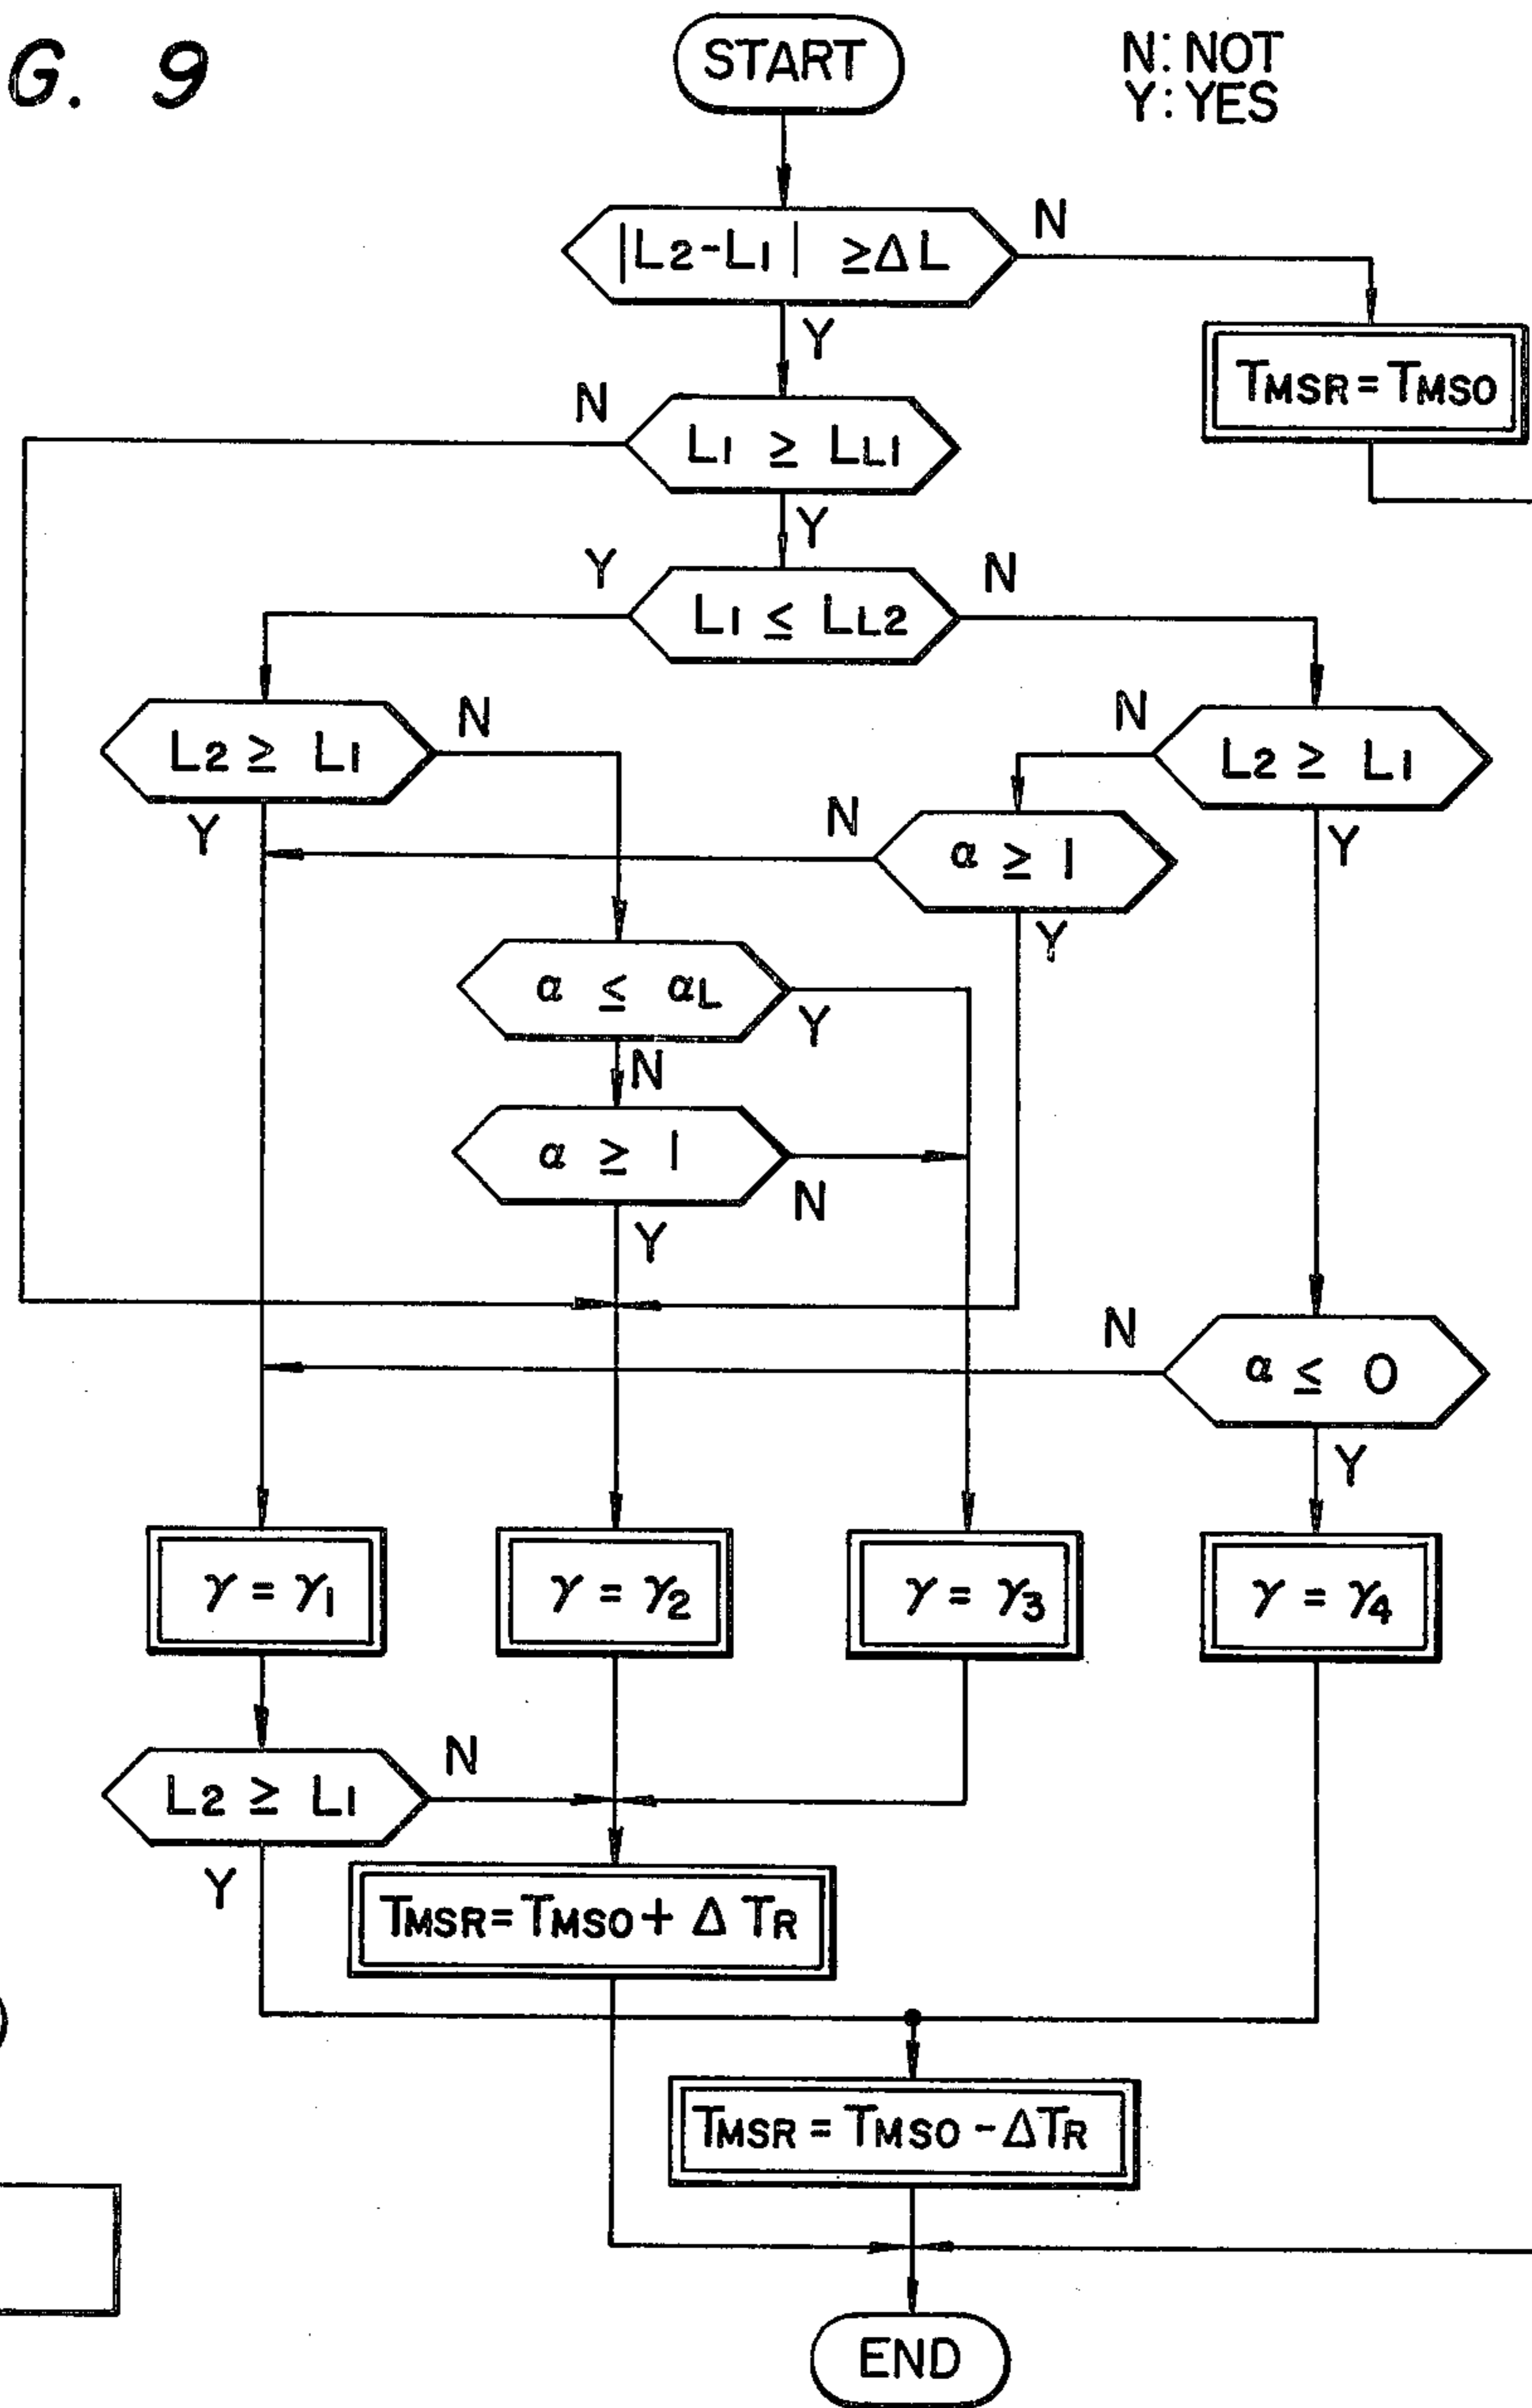 G. 9
START
N: NOT
Y: YES
|L2-L1| ≥ΔL
N
Y
TMSR = TMSO
N
L1 ≥ LL1
Y
Y
L1 ≤ LL2
N
L2 ≥ L1
N
Y
N
L2 ≥ L1
Y
N
α ≥ 1
Y
α ≤ αL
Y
N
α ≥ 1
N
Y
N
α ≤ 0
Y
γ = γ1
γ = γ2
γ = γ3
γ = γ4
L2 ≥ L1
N
Y
TMSR = TMSO + Δ TR
TMSR = TMSO - ΔTR
END